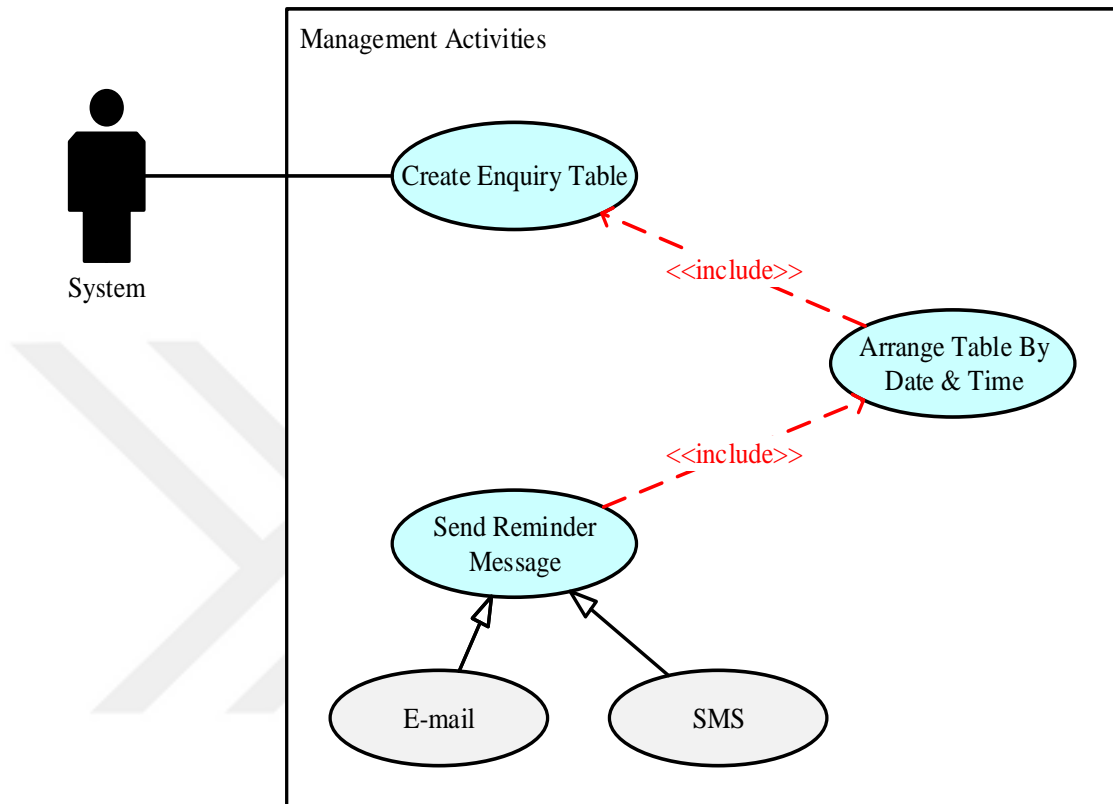 Management Activities
Create Enquiry Table
System
<<include>>
Arrange Table By
Date & Time
<<include>>
Send Reminder
Message
E-mail
SMS